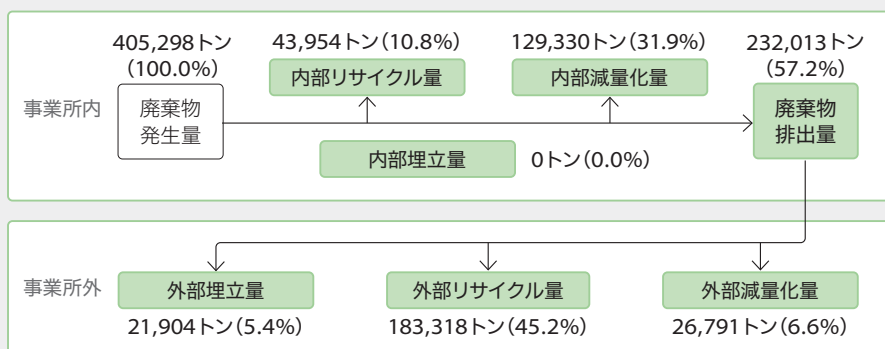 405,298トン
(100.0%)
43,954トン(10.8%)
129,330トン(31.9%)
232,013トン
(57.2%)
内部リサイクル量
内部減量化量
事業所内
廃棄物
発生量
廃棄物
排出量
内部埋立量
0トン(0.0%)
事業所外
外部埋立量
外部リサイクル量
外部減量化量
21,904トン(5.4%)
183,318トン(45.2%)
26,791トン(6.6%)